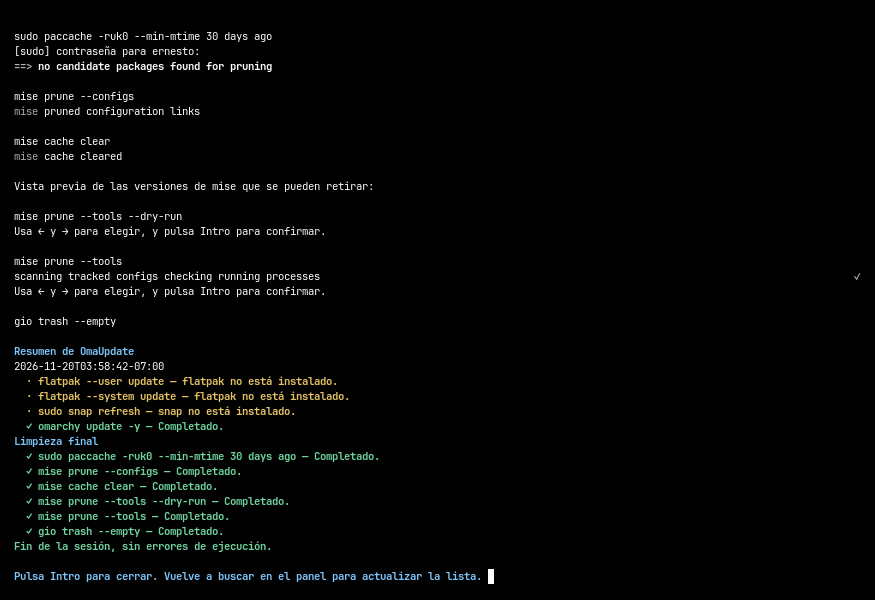 sudo paccache -ruk0 --min-mtime 30 days ago
[sudo] contraseña para ernesto:
==> no candidate packages found for pruning
mise prune --configs
mise pruned configuration links
mise cache clear
mise cache cleared
Vista previa de las versiones de mise que se pueden retirar:
mise prune --tools --dry-run
Usa ← y → para elegir, y pulsa Intro para confirmar.
mise prune --tools
scanning tracked configs checking running processes ✓
Usa ← y → para elegir, y pulsa Intro para confirmar.
gio trash --empty
Resumen de OmaUpdate
2026-11-20T03:58:42-07:00
· flatpak --user update — flatpak no está instalado.
· flatpak --system update — flatpak no está instalado.
· sudo snap refresh — snap no está instalado.
✓ omarchy update -y — Completado.
Limpieza final
✓ sudo paccache -ruk0 --min-mtime 30 days ago — Completado.
✓ mise prune --configs — Completado.
✓ mise cache clear — Completado.
✓ mise prune --tools --dry-run — Completado.
✓ mise prune --tools — Completado.
✓ gio trash --empty — Completado.
Fin de la sesión, sin errores de ejecución.
Pulsa Intro para cerrar. Vuelve a buscar en el panel para actualizar la lista.